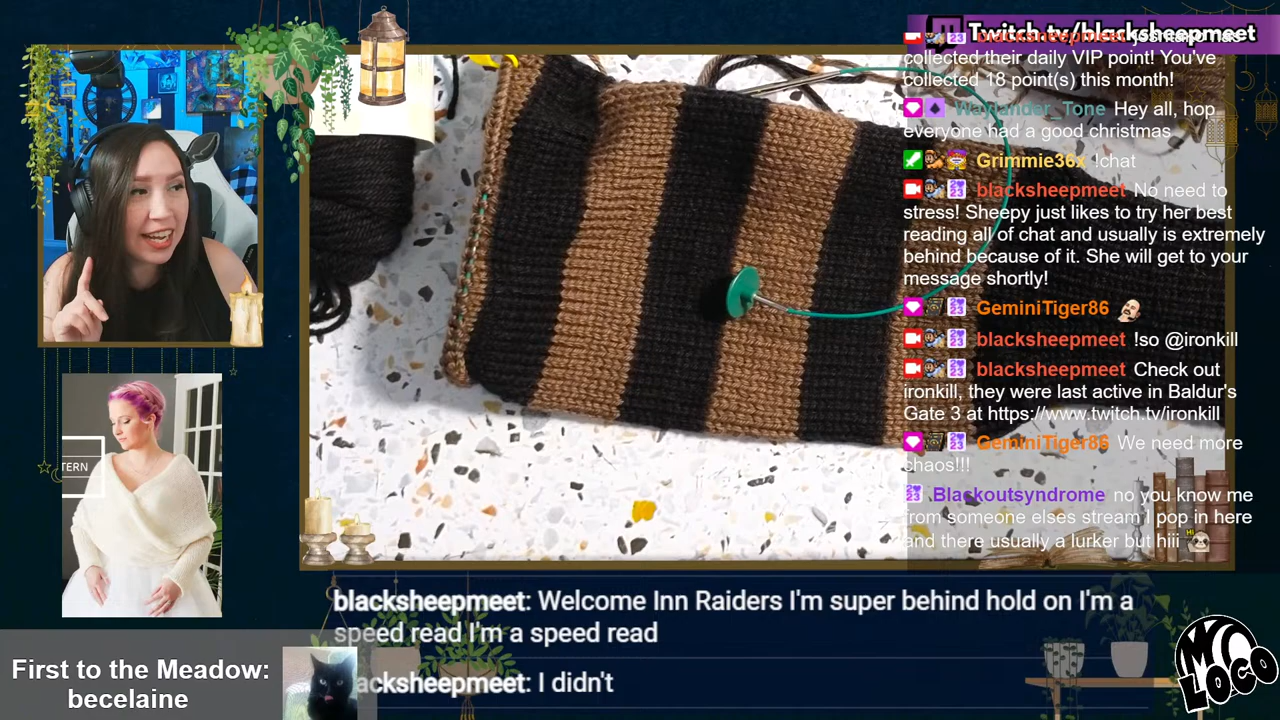 Twitch.tv/blacksheepmeet
blacksheepmeet
collected their daily VIP point! You've
collected 18 point(s) this month!
Waylander_Tone Hey all, hop
everyone had a good christmas
Grimmie36x !chat
blacksheepmeet No need to
stress! Sheepy just likes to try her best
reading all of chat and usually is extremely
behind because of it. She will get to your
message shortly!
GeminiTiger86
blacksheepmeet !so @ironkill
blacksheepmeet Check out
ironkill, they were last active in Baldur's
Gate 3 at https://www.twitch.tv/ironkill
GeminiTiger86 We need more
chaos!!!
Blackoutsyndrome no you know me
from someone elses stream I pop in here
and there usually a lurker but hiii
TERN
blacksheepmeet: Welcome Inn Raiders I'm super behind hold on I'm a
speed read I'm a speed read
acksheepmeet: I didn't
First to the Meadow:
becelaine
MC
LOCO